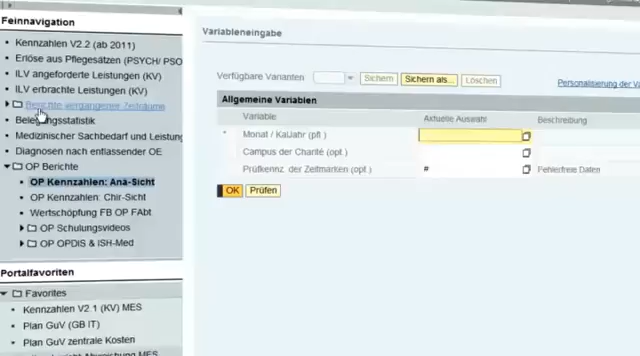 Feinnavigation
Kennzahlen V2.2 (ab 2011)
Erlöse aus Pflegesätzen (PSYCH/ PSO
ILV angeforderte Leistungen (KV)
ILV erbrachte Leistungen (KV)
Berichte vergangener Zeiträume
Belegungsstatistik
Medizinischer Sachbedarf und Leistung
Diagnosen nach entlassender OE
OP Berichte
OP Kennzahlen: Ana-Sicht
OP Kennzahlen: Chir-Sicht
Wertschöpfung FB OP FAbt
OP Schulungsvideos
OP OPDIS & ISH-Med
Portalfavoriten
Favorites
Kennzahlen V2.1 (KV) MES
Plan GuV (GB IT)
Plan GuV zentrale Kosten
Variableneingabe
Verfügbare Varianten
Sichern
Sichern als...
Löschen
Personalisierung der Va
Allgemeine Variablen
Variable Aktuelle Auswahl Beschreibung
* Monat / KalJahr (pfl.)
Campus der Charité (opt.)
Prüfkennz. der Zeitmarken (opt.) # Fehlerfreie Daten
OK Prüfen